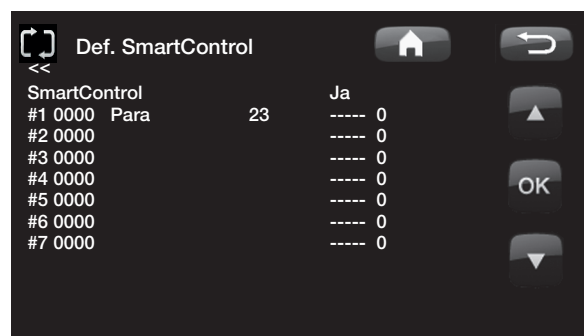 Def. SmartControl
<<
SmartControl Ja
#1 0000 Para 23 ----- 0
#2 0000 ----- 0
#3 0000 ----- 0
#4 0000 ----- 0
#5 0000 ----- 0
#6 0000 ----- 0
#7 0000 ----- 0
OK